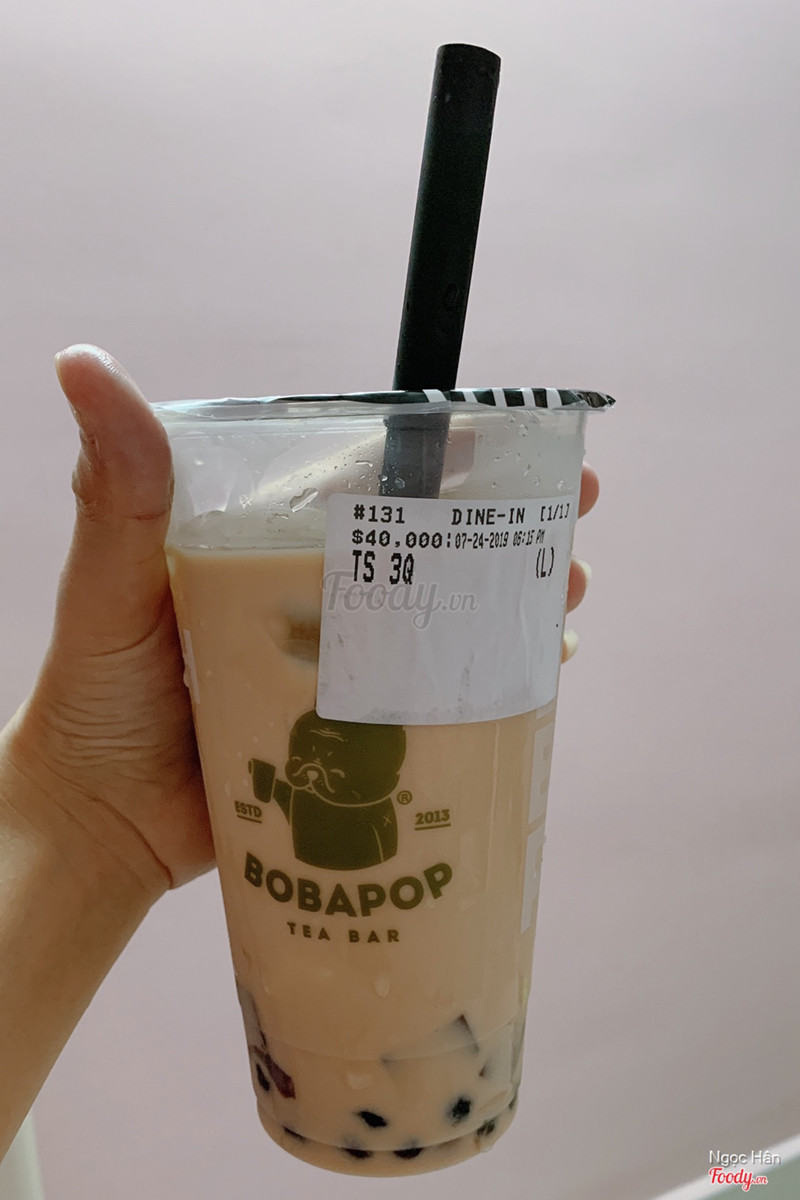 #131 DINE-IN [1/1]
$40,000:07-24-2019 06:15 PM
TS 3Q (L)
Foody.vn
ESTD 2013
®
BOBAPOP
TEA BAR
Ngọc Hân
Foody.vn